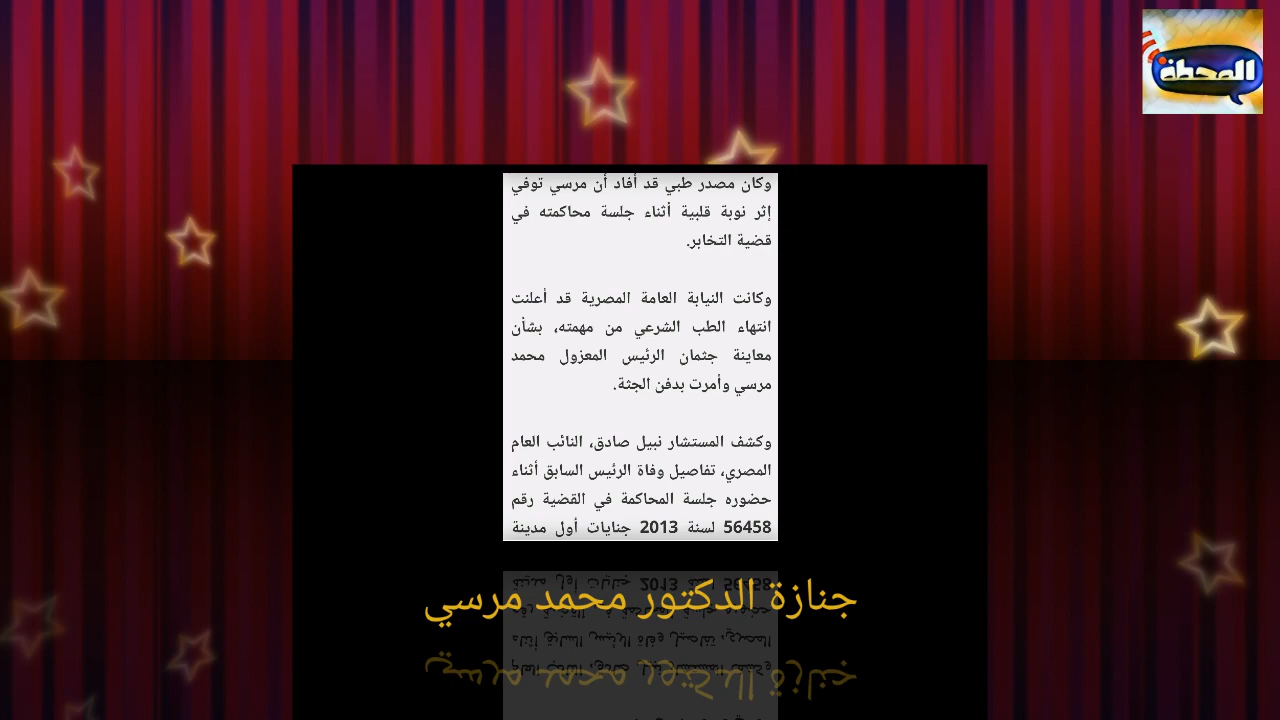 المحطة
وكان مصدر طبي قد أفاد أن مرسي توفي
إثر نوبة قلبية أثناء جلسة محاكمته في
قضية التخابر.
وكانت النيابة العامة المصرية قد أعلنت
انتهاء الطب الشرعي من مهمته، بشأن
معاينة جثمان الرئيس المعزول محمد
مرسي وأمرت بدفن الجثة.
وكشف المستشار نبيل صادق، النائب العام
المصري، تفاصيل وفاة الرئيس السابق أثناء
حضوره جلسة المحاكمة في القضية رقم
56458 لسنة 2013 جنايات أول مدينة
جنازة الدكتور محمد مرسي